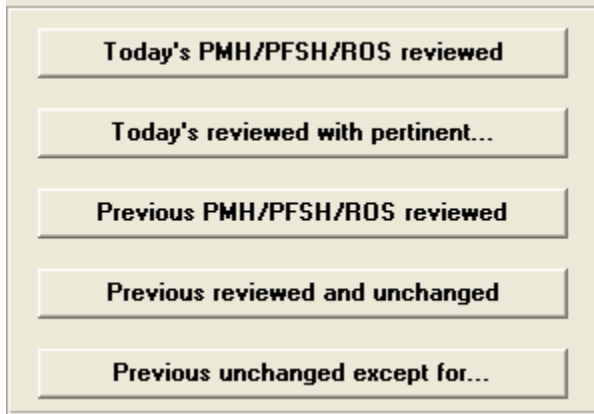 Today's PMH/PFSH/ROS reviewed
Today's reviewed with pertinent...
Previous PMH/PFSH/ROS reviewed
Previous reviewed and unchanged
Previous unchanged except for...